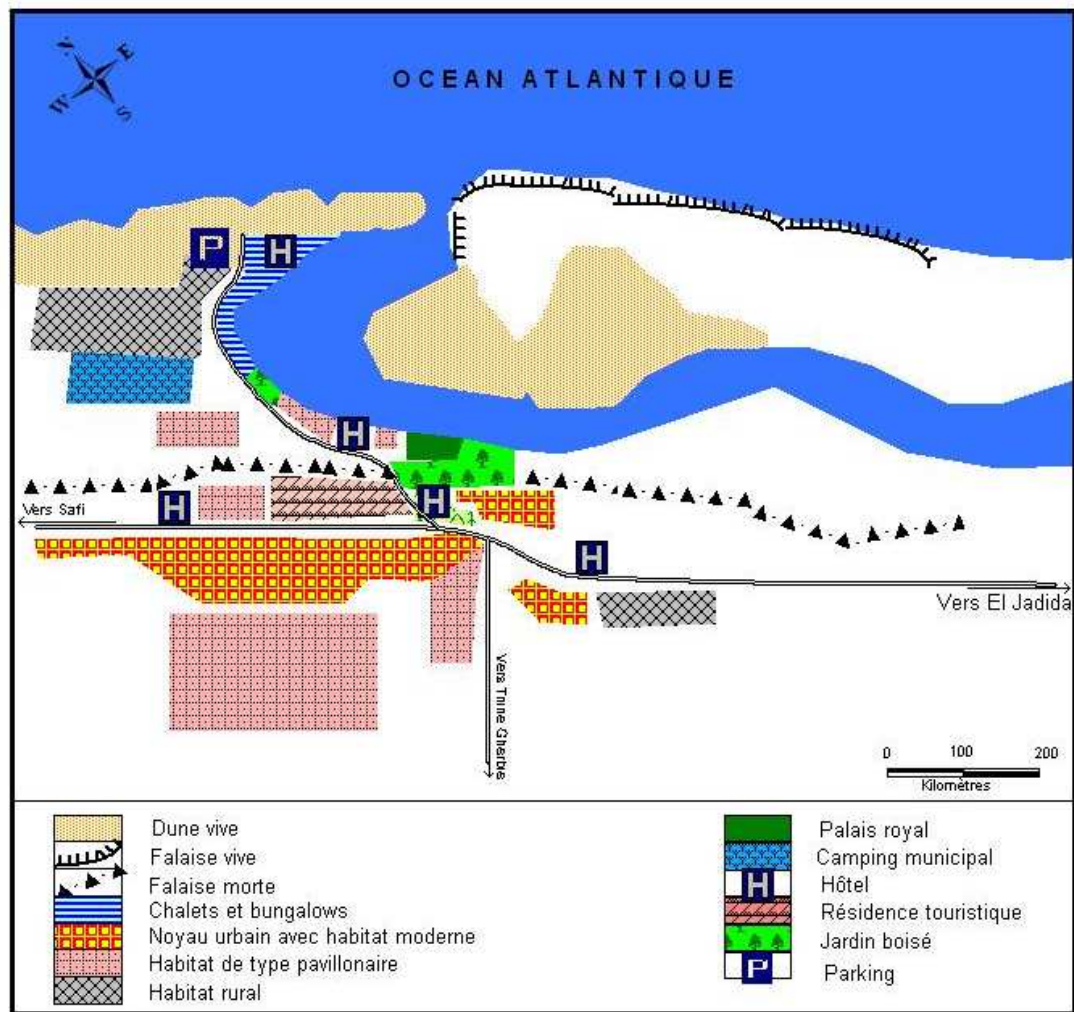 N
E
W
S
OCEAN ATLANTIQUE
P
H
H
H
H
H
Vers Safi
Vers El Jadida
Vers Tnine Gharbia
0 100 200
Kilomètres
Dune vive
Falaise vive
Falaise morte
Chalets et bungalows
Noyau urbain avec habitat moderne
Habitat de type pavillonaire
Habitat rural
Palais royal
Camping municipal
H
Hôtel
Résidence touristique
Jardin boisé
P
Parking